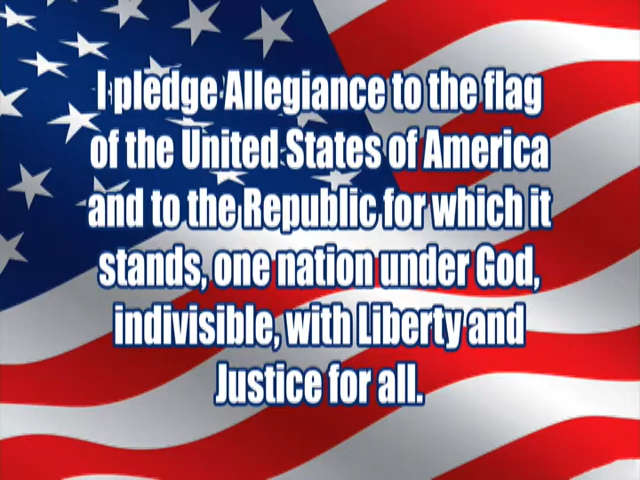 I pledge Allegiance to the flag
of the United States of America
and to the Republic for which it
stands, one nation under God,
indivisible, with Liberty and
Justice for all.